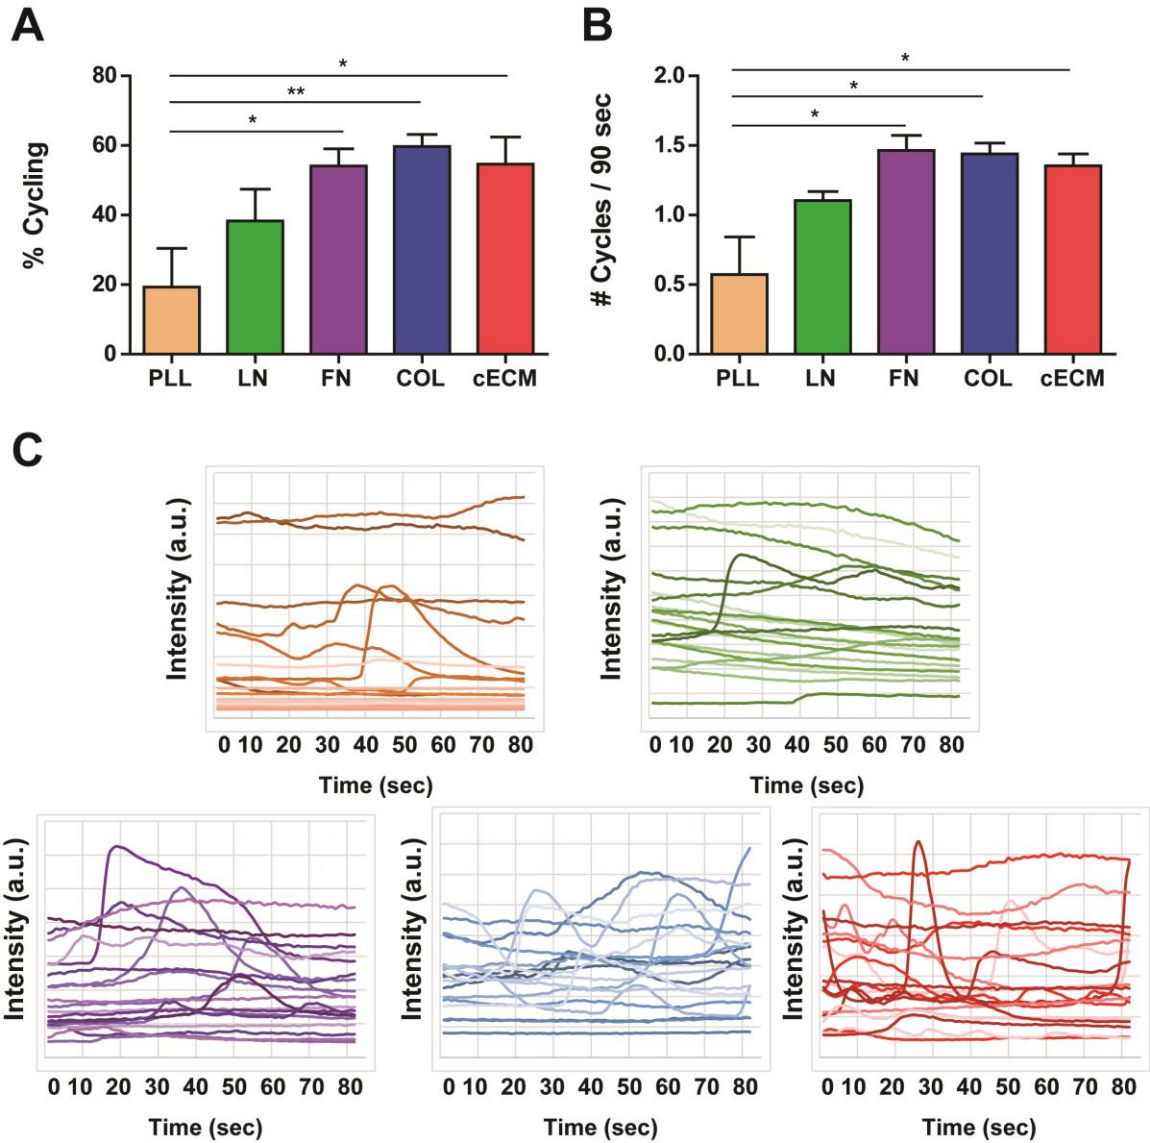 A
B
80
60
40
20
0
% Cycling
*
**
*
PLL LN FN COL cECM
2.0
1.5
1.0
0.5
0.0
# Cycles / 90 sec
*
*
*
PLL LN FN COL cECM
C
Intensity (a.u.)
0 10 20 30 40 50 60 70 80
Time (sec)
Intensity (a.u.)
0 10 20 30 40 50 60 70 80
Time (sec)
Intensity (a.u.)
0 10 20 30 40 50 60 70 80
Time (sec)
Intensity (a.u.)
0 10 20 30 40 50 60 70 80
Time (sec)
Intensity (a.u.)
0 10 20 30 40 50 60 70 80
Time (sec)